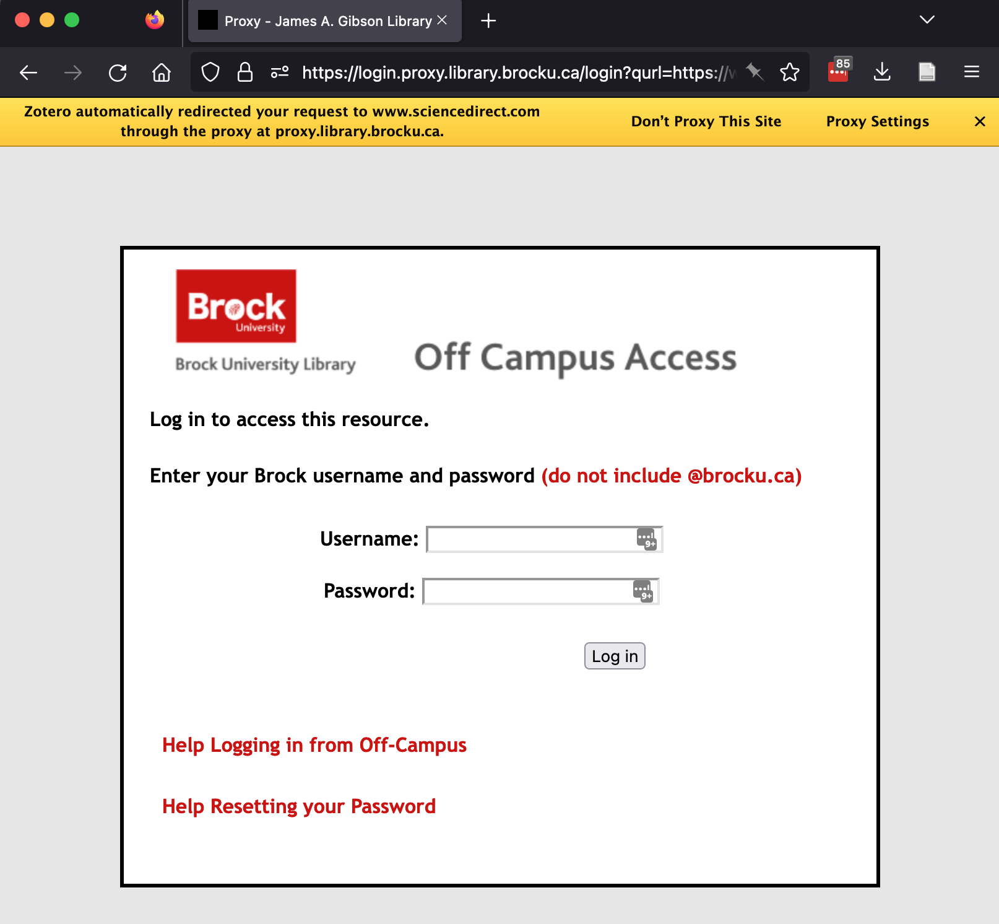 Proxy - James A. Gibson Library
https://login.proxy.library.brocku.ca/login?qurl=https://w
85
Zotero automatically redirected your request to www.sciencedirect.com
through the proxy at proxy.library.brocku.ca.
Don’t Proxy This Site
Proxy Settings
Brock
University
Brock University Library
Off Campus Access
Log in to access this resource.
Enter your Brock username and password (do not include @brocku.ca)
Username:
9+
Password:
9+
Log in
Help Logging in from Off-Campus
Help Resetting your Password